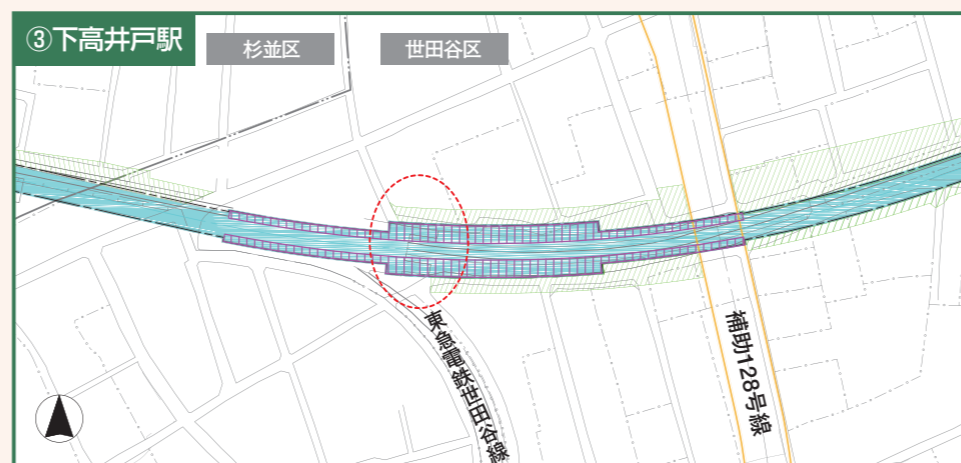 ③下高井戸駅
杉並区
世田谷区
東急電鉄世田谷線
補助128号線